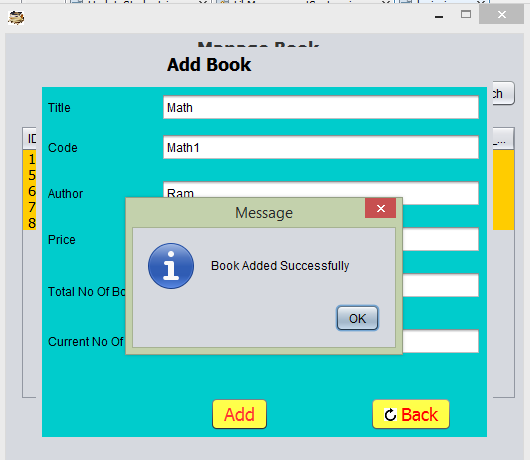 Manage Book
Add Book
Title
Math
ch
Code
Math1
ID
_...
1
5
Author
Ram
6
7
8
Message
Price
Book Added Successfully
Total No Of Bo
OK
Current No Of
Add
Back